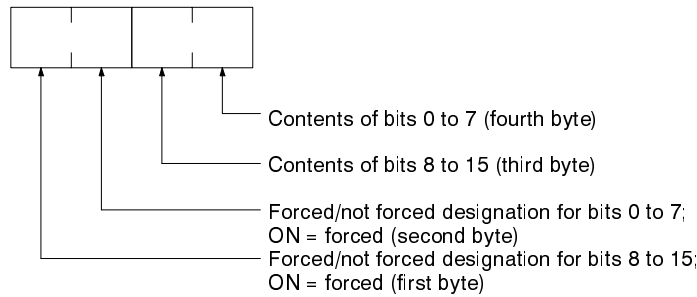 Contents of bits 0 to 7 (fourth byte)
Contents of bits 8 to 15 (third byte)
Forced/not forced designation for bits 0 to 7;
ON = forced (second byte)
Forced/not forced designation for bits 8 to 15;
ON = forced (first byte)